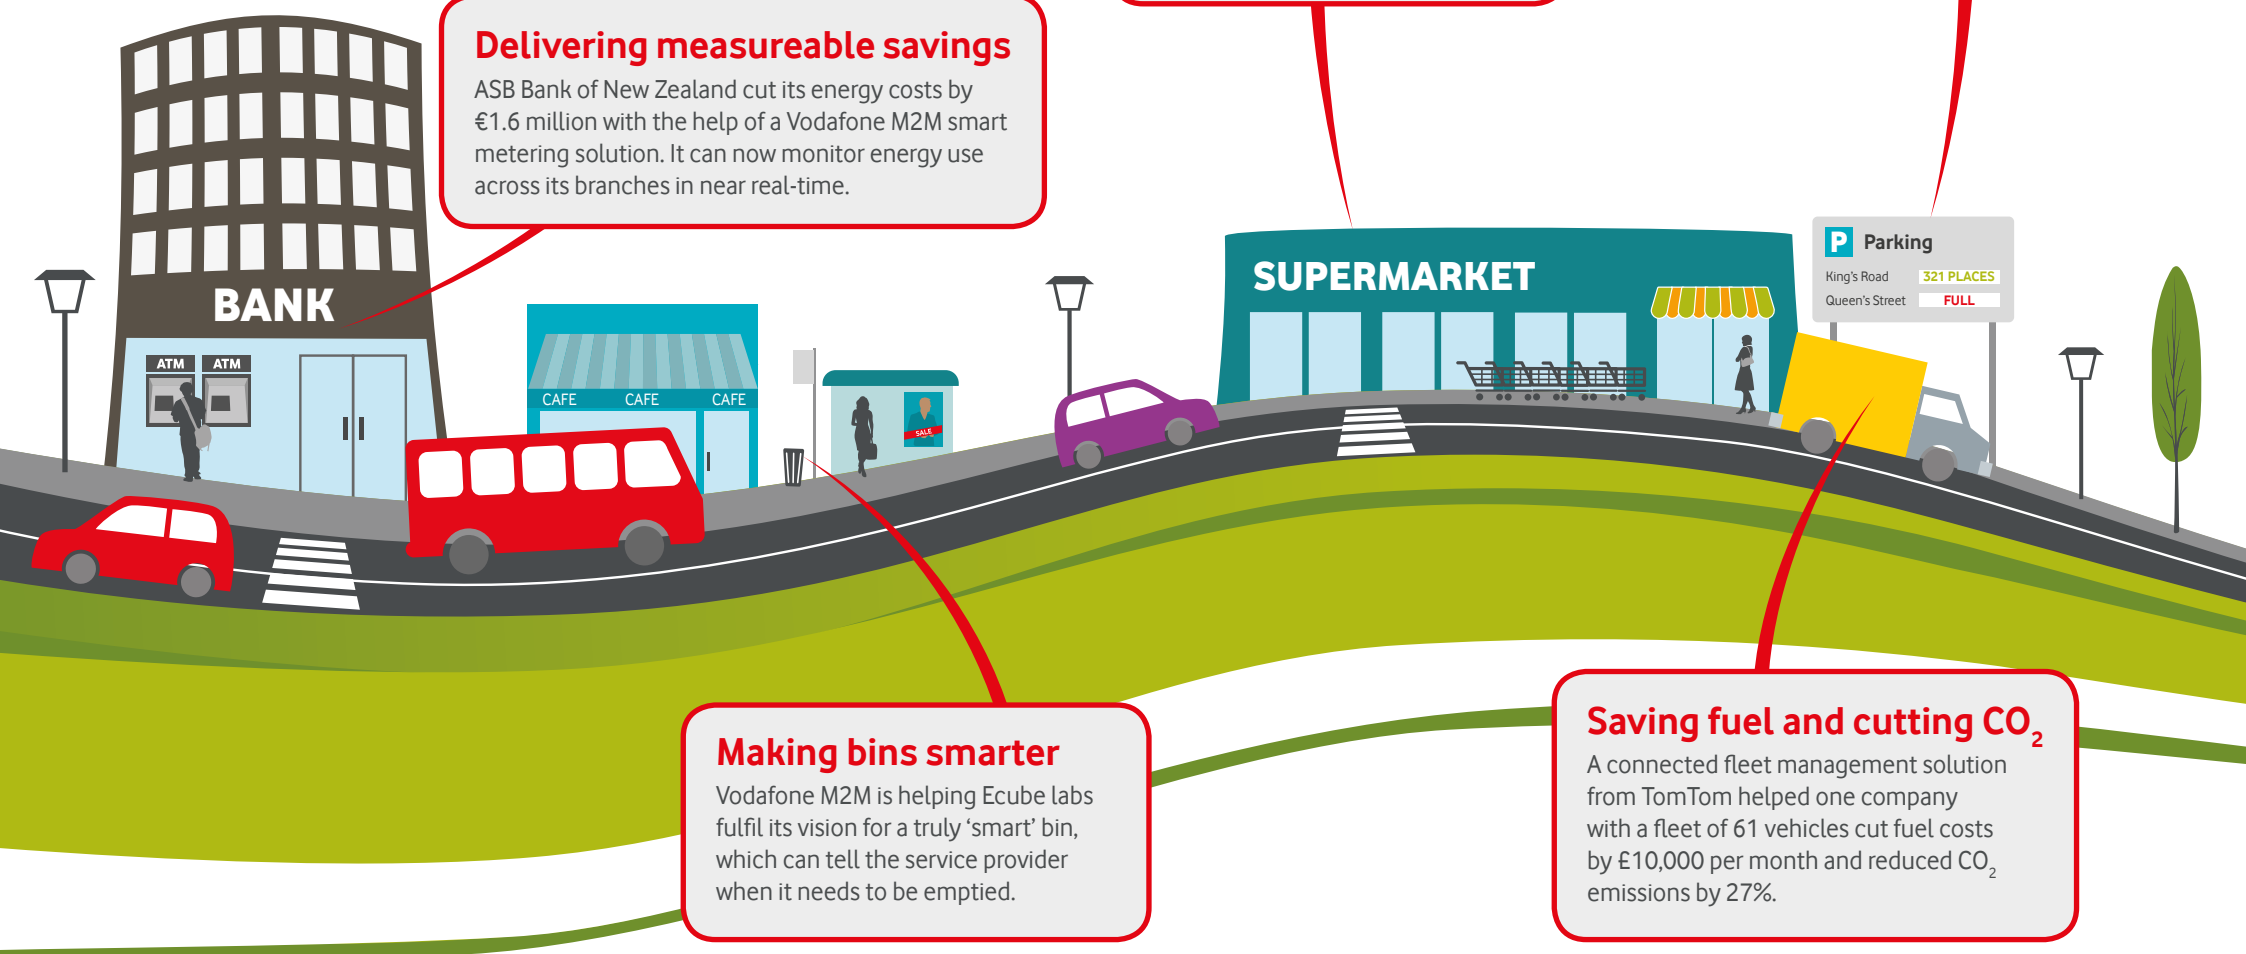 Delivering measureable savings
ASB Bank of New Zealand cut its energy costs by
€1.6 million with the help of a Vodafone M2M smart
metering solution. It can now monitor energy use
across its branches in near real-time.
BANK
ATM ATM
CAFE CAFE CAFE
SALE
SUPERMARKET
P Parking
King's Road 321 PLACES
Queen's Street FULL
Making bins smarter
Vodafone M2M is helping Ecube labs
fulfil its vision for a truly ‘smart’ bin,
which can tell the service provider
when it needs to be emptied.
Saving fuel and cutting CO₂
A connected fleet management solution
from TomTom helped one company
with a fleet of 61 vehicles cut fuel costs
by £10,000 per month and reduced CO₂
emissions by 27%.